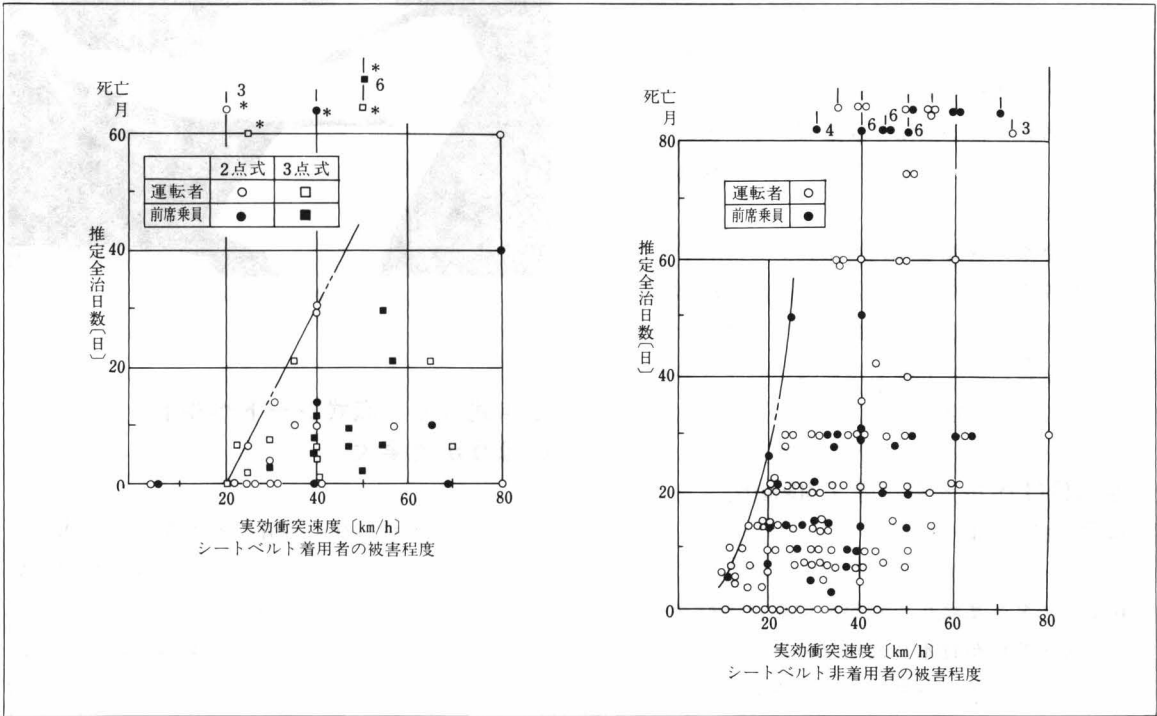 死亡
月
3
*
*
*
*
6
*
60
40
20
0
推定全治日数〔日〕
2点式 3点式
運転者 ○ □
前席乗員 ● ■
20 40 60 80
実効衝突速度〔km/h〕
シートベルト着用者の被害程度
死亡
月
4
6
6
6
3
80
60
40
20
0
推定全治日数〔日〕
運転者 ○
前席乗員 ●
20 40 60 80
実効衝突速度〔km/h〕
シートベルト非着用者の被害程度